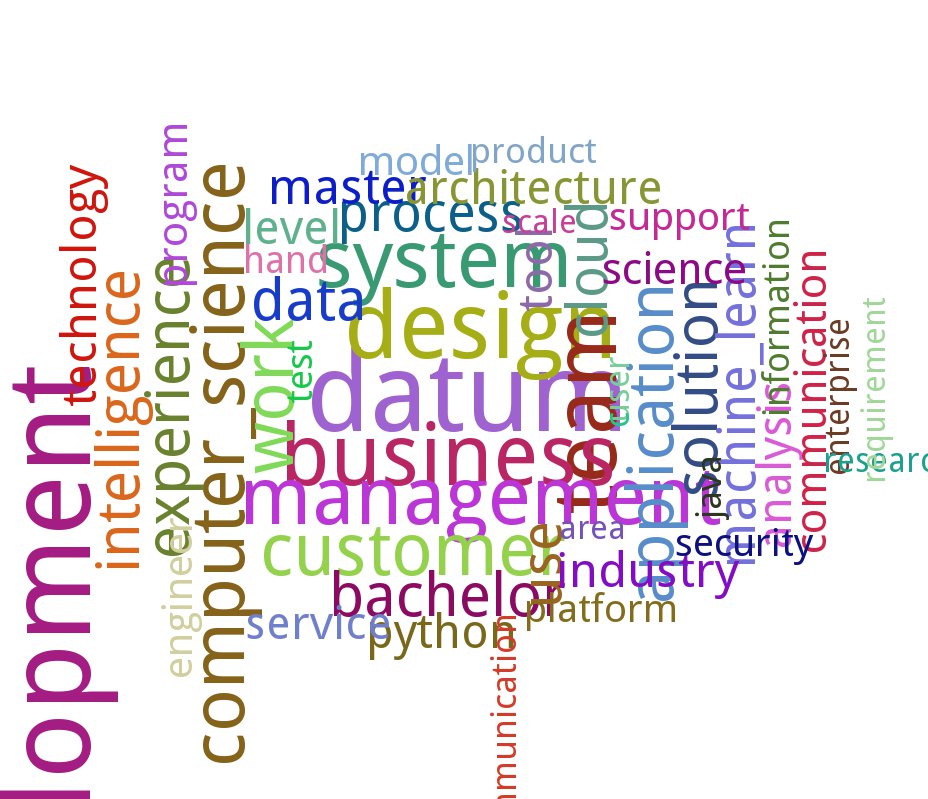 program
product
model
technology
computer_science
master
architecture
process
scale
support
level
cloud
hand
system
tool
science
machine_learn
information
communication
intelligence
experience
data
design
work
test
datum
team
user
application
solution
enterprise
requirement
lopment
business
java
analysis
researc
management
area
customer
use
security
engineer
bachelor
industry
service
python
platform
mmunication